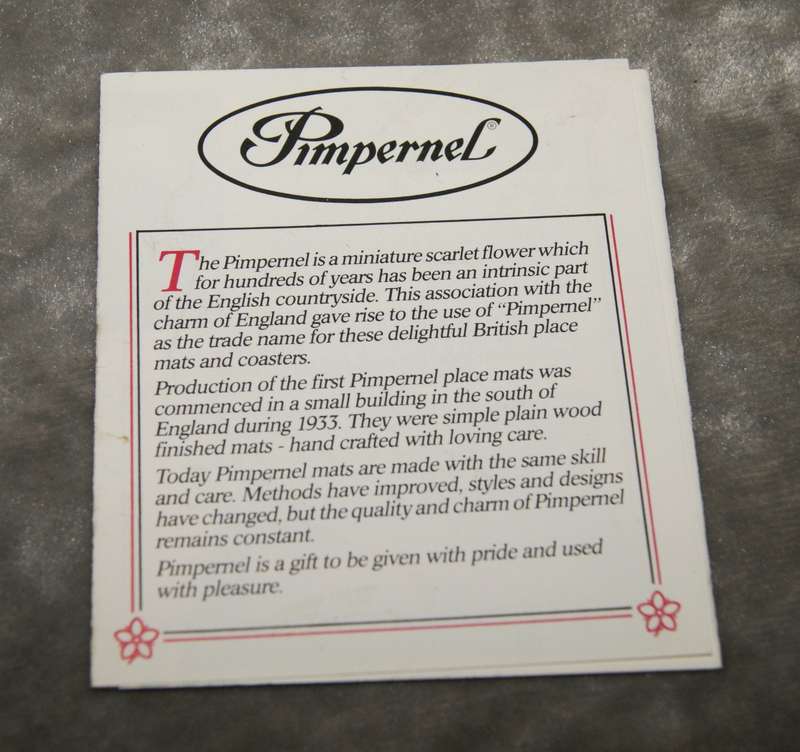 Pimpernel®
The Pimpernel is a miniature scarlet flower which
for hundreds of years has been an intrinsic part
of the English countryside. This association with the
charm of England gave rise to the use of “Pimpernel”
as the trade name for these delightful British place
mats and coasters.
Production of the first Pimpernel place mats was
commenced in a small building in the south of
England during 1933. They were simple plain wood
finished mats - hand crafted with loving care.
Today Pimpernel mats are made with the same skill
and care. Methods have improved, styles and designs
have changed, but the quality and charm of Pimpernel
remains constant.
Pimpernel is a gift to be given with pride and used
with pleasure.